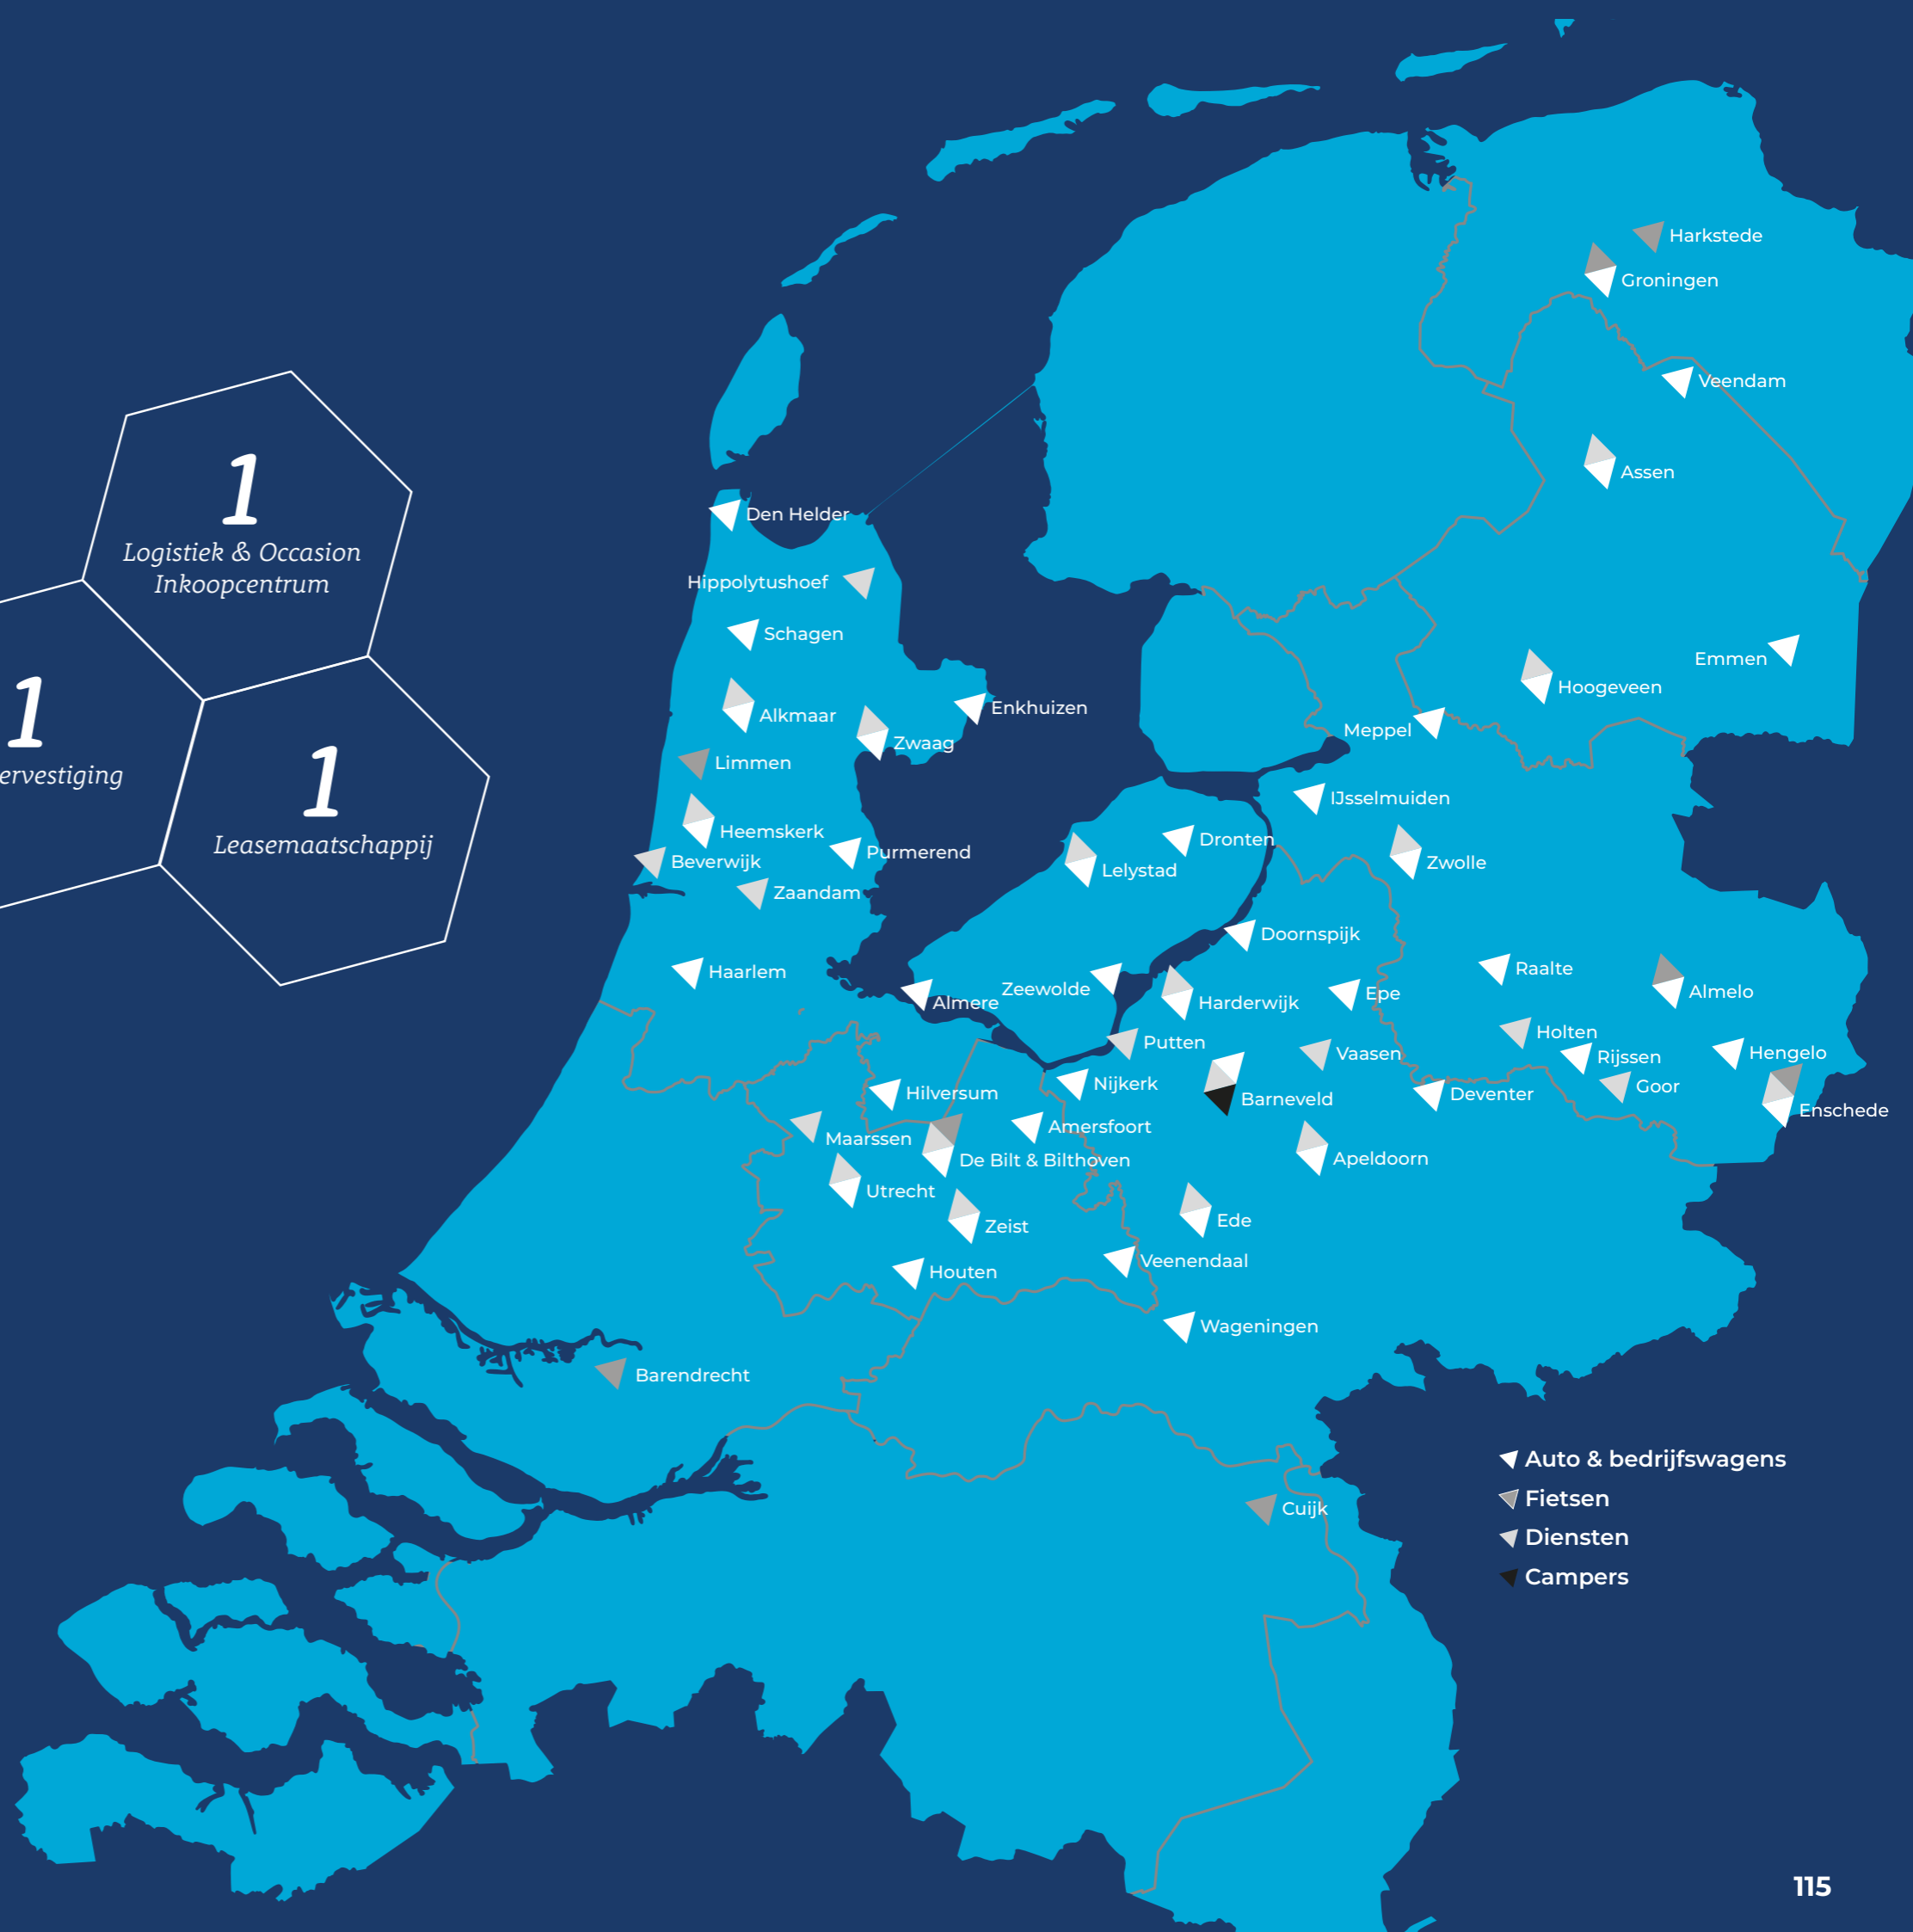 1
Logistiek & Occasion
Inkoopcentrum
1
ervestiging
1
Leasemaatschappij
Harkstede
Groningen
Veendam
Assen
Den Helder
Hippolytushoef
Schagen
Emmen
Hoogeveen
Enkhuizen
Alkmaar
Meppel
Zwaag
Limmen
IJsselmuiden
Heemskerk
Dronten
Purmerend
Beverwijk
Zwolle
Lelystad
Zaandam
Doornspijk
Raalte
Haarlem
Zeewolde
Almelo
Epe
Almere
Harderwijk
Holten
Putten
Hengelo
Vaasen
Rijssen
Nijkerk
Goor
Hilversum
Deventer
Barneveld
Enschede
Amersfoort
Maarssen
Apeldoorn
De Bilt & Bilthoven
Utrecht
Ede
Zeist
Veenendaal
Houten
Wageningen
Barendrecht
Auto & bedrijfswagens
Fietsen
Cuijk
Diensten
Campers
115